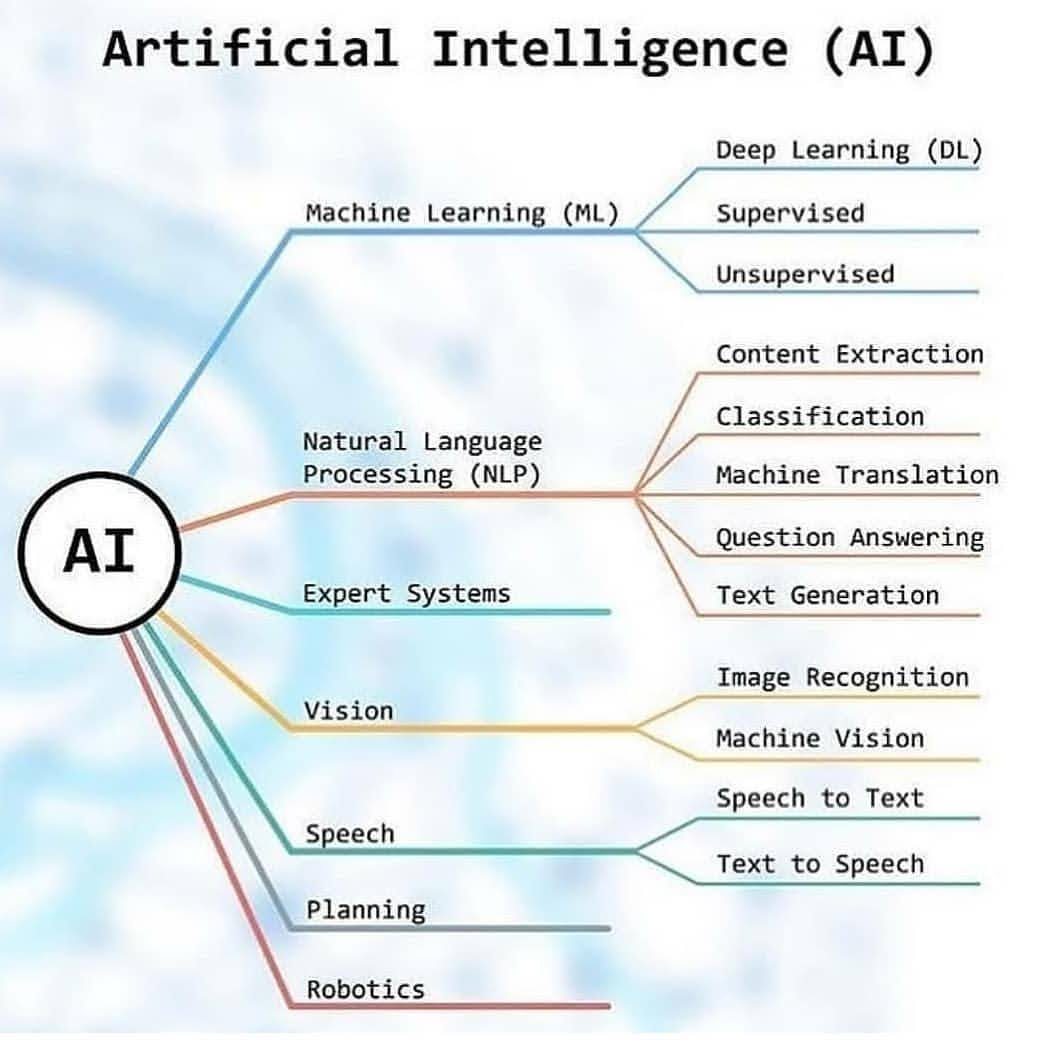 Artificial Intelligence (AI)
Deep Learning (DL)
Machine Learning (ML)
Supervised
Unsupervised
Content Extraction
Classification
Natural Language
Processing (NLP)
Machine Translation
Question Answering
Text Generation
AI
Expert Systems
Image Recognition
Vision
Machine Vision
Speech to Text
Speech
Text to Speech
Planning
Robotics